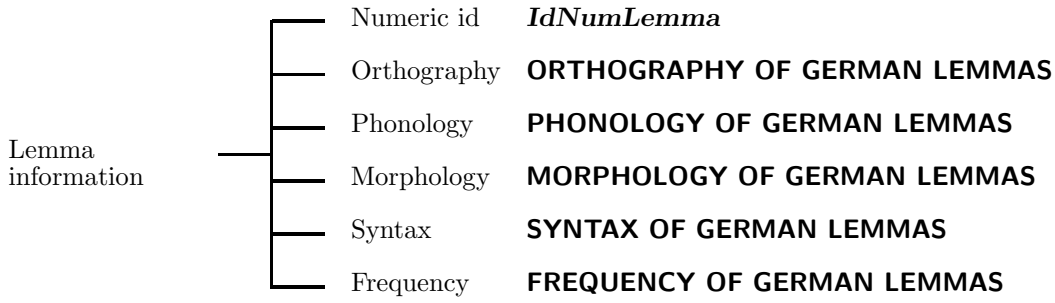 Numeric id IdNumLemma
Orthography ORTHOGRAPHY OF GERMAN LEMMAS
Phonology PHONOLOGY OF GERMAN LEMMAS
Lemma
information
Morphology MORPHOLOGY OF GERMAN LEMMAS
Syntax SYNTAX OF GERMAN LEMMAS
Frequency FREQUENCY OF GERMAN LEMMAS